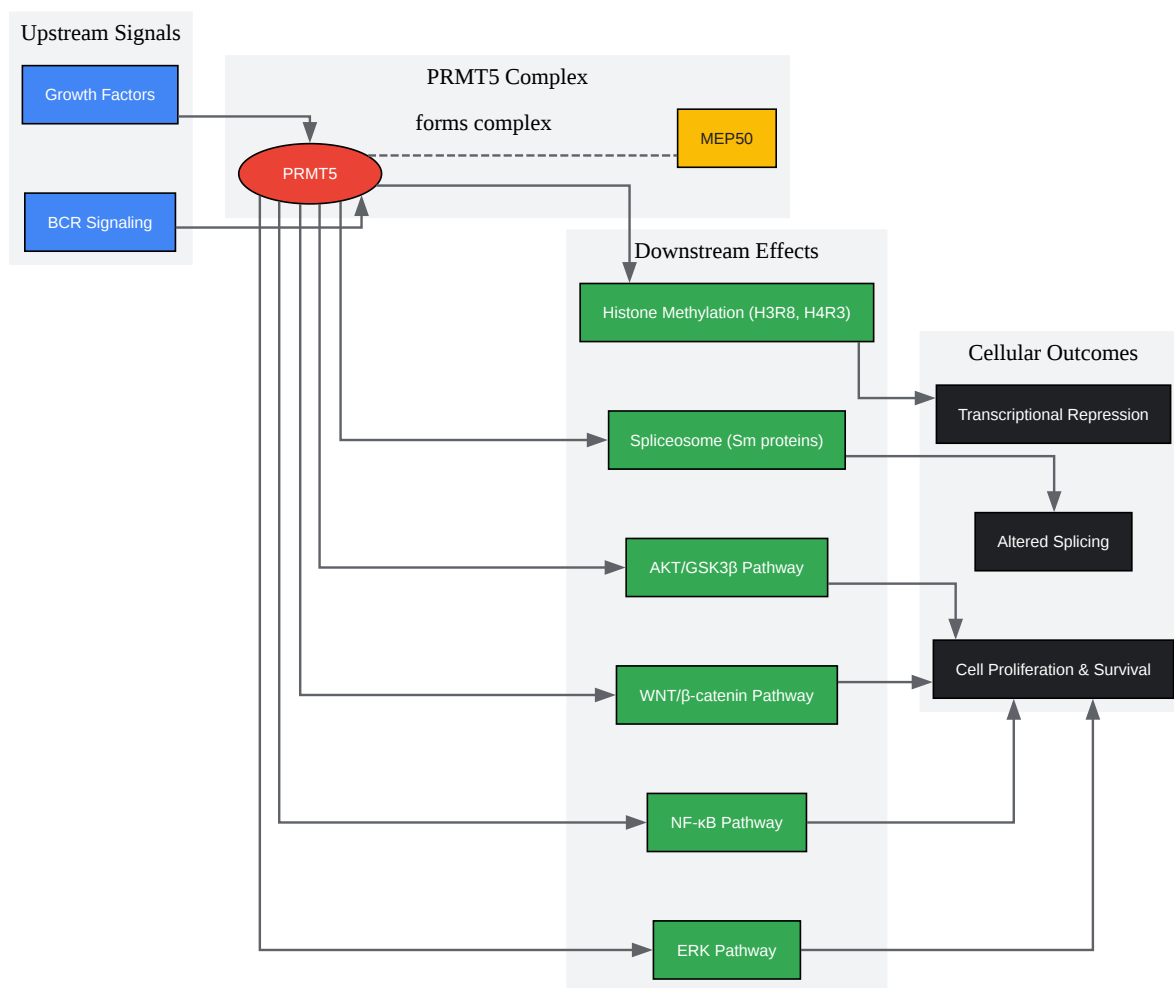 Upstream Signals
Growth Factors
BCR Signaling
PRMT5 Complex
forms complex
MEP50
PRMT5
Downstream Effects
Histone Methylation (H3R8, H4R3)
Spliceosome (Sm proteins)
AKT/GSK3β Pathway
WNT/β-catenin Pathway
NF-κB Pathway
ERK Pathway
Cellular Outcomes
Transcriptional Repression
Altered Splicing
Cell Proliferation & Survival